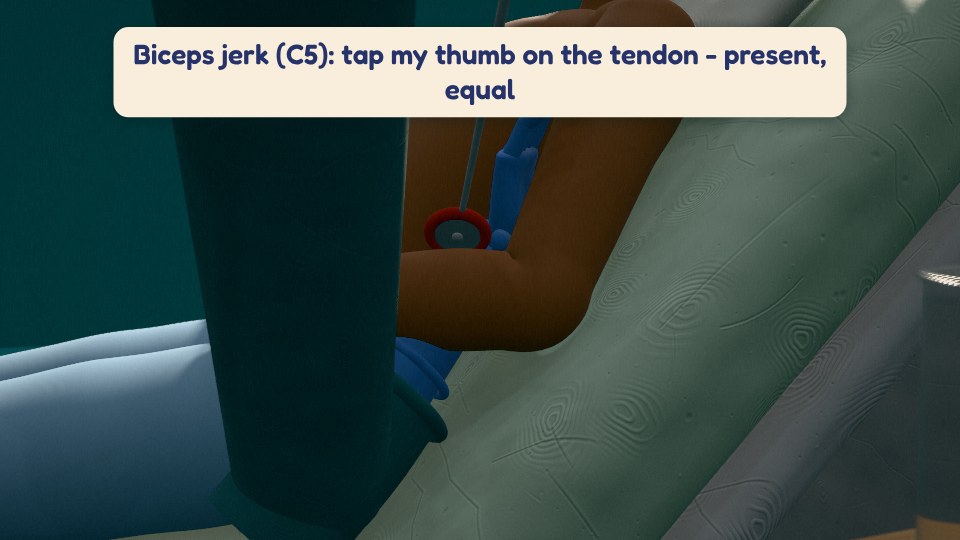 Biceps jerk (C5): tap my thumb on the tendon - present,
equal